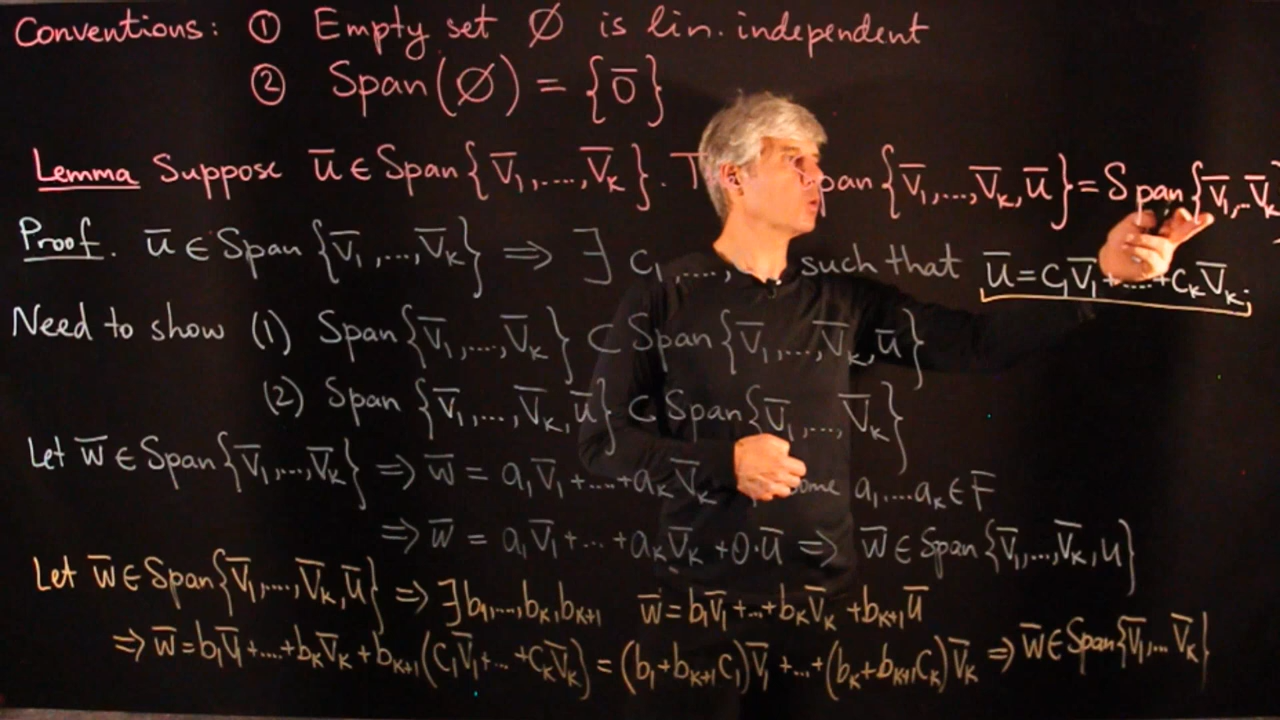 Conventions: ① Empty set ∅ is lin. independent
② Span(∅) = {0̄}
Lemma Suppose ū ∈ Span{v̄₁,....,v̄ₖ}. T pan{v̄₁,...,v̄ₖ,ū} = Span{v̄₁,..v̄ₖ
Proof. ū ∈ Span{v̄₁,...,v̄ₖ} ⇒ ∃ c₁,...., such that ū = c₁v̄₁+....+cₖv̄ₖ;
Need to show (1) Span{v̄₁,...,v̄ₖ} ⊂ Span{v̄₁,...,v̄ₖ,ū}
(2) Span{v̄₁,...,v̄ₖ,ū} ⊂ Span{v̄₁,...,v̄ₖ}
Let w̄ ∈ Span{v̄₁,...,v̄ₖ} ⇒ w̄ = a₁v̄₁+....+aₖv̄ₖ some a₁....aₖ ∈ F
⇒ w̄ = a₁v̄₁+...+aₖv̄ₖ+0·ū ⇒ w̄ ∈ Span{v̄₁,...,v̄ₖ,u}
Let w̄ ∈ Span{v̄₁,....,v̄ₖ,ū} ⇒ ∃ b₁,...,bₖ,bₖ₊₁ w̄ = b₁v̄₁+...+bₖv̄ₖ+bₖ₊₁ū
⇒ w̄ = b₁v̄₁+....+bₖv̄ₖ+bₖ₊₁(c₁v̄₁+...+cₖv̄ₖ) = (b₁+bₖ₊₁c₁)v̄₁+...+(bₖ+bₖ₊₁cₖ)v̄ₖ ⇒ w̄ ∈ Span{v̄₁,...v̄ₖ}